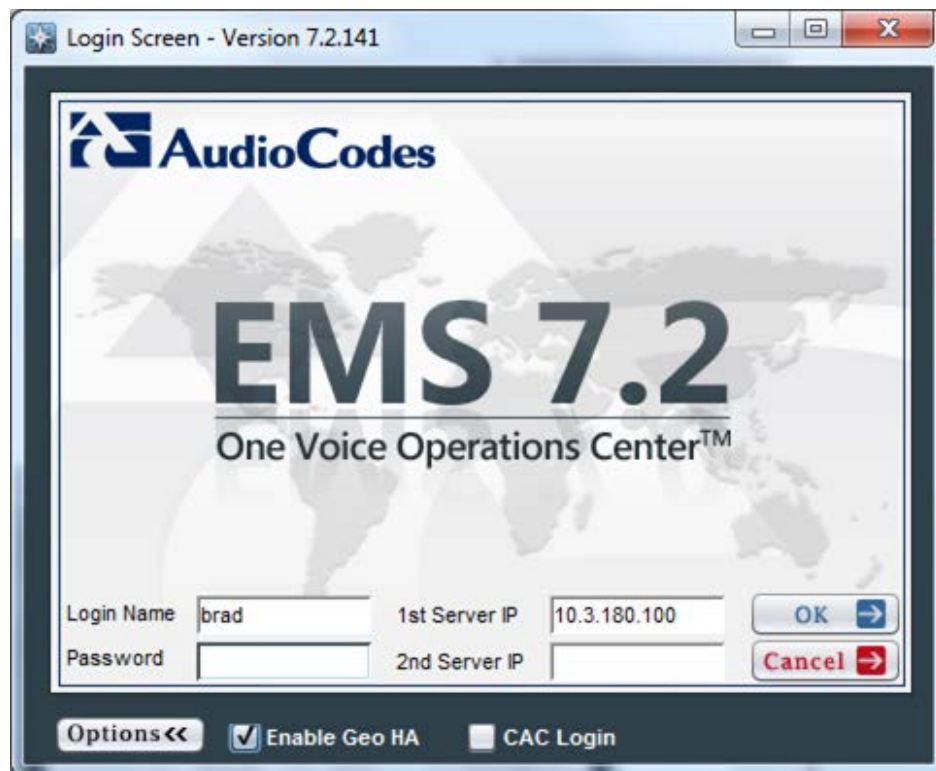 Login Screen - Version 7.2.141
AudioCodes
EMS 7.2
One Voice Operations Center™
Login Name brad 1st Server IP 10.3.180.100 OK
Password 2nd Server IP Cancel
Options<< Enable Geo HA CAC Login